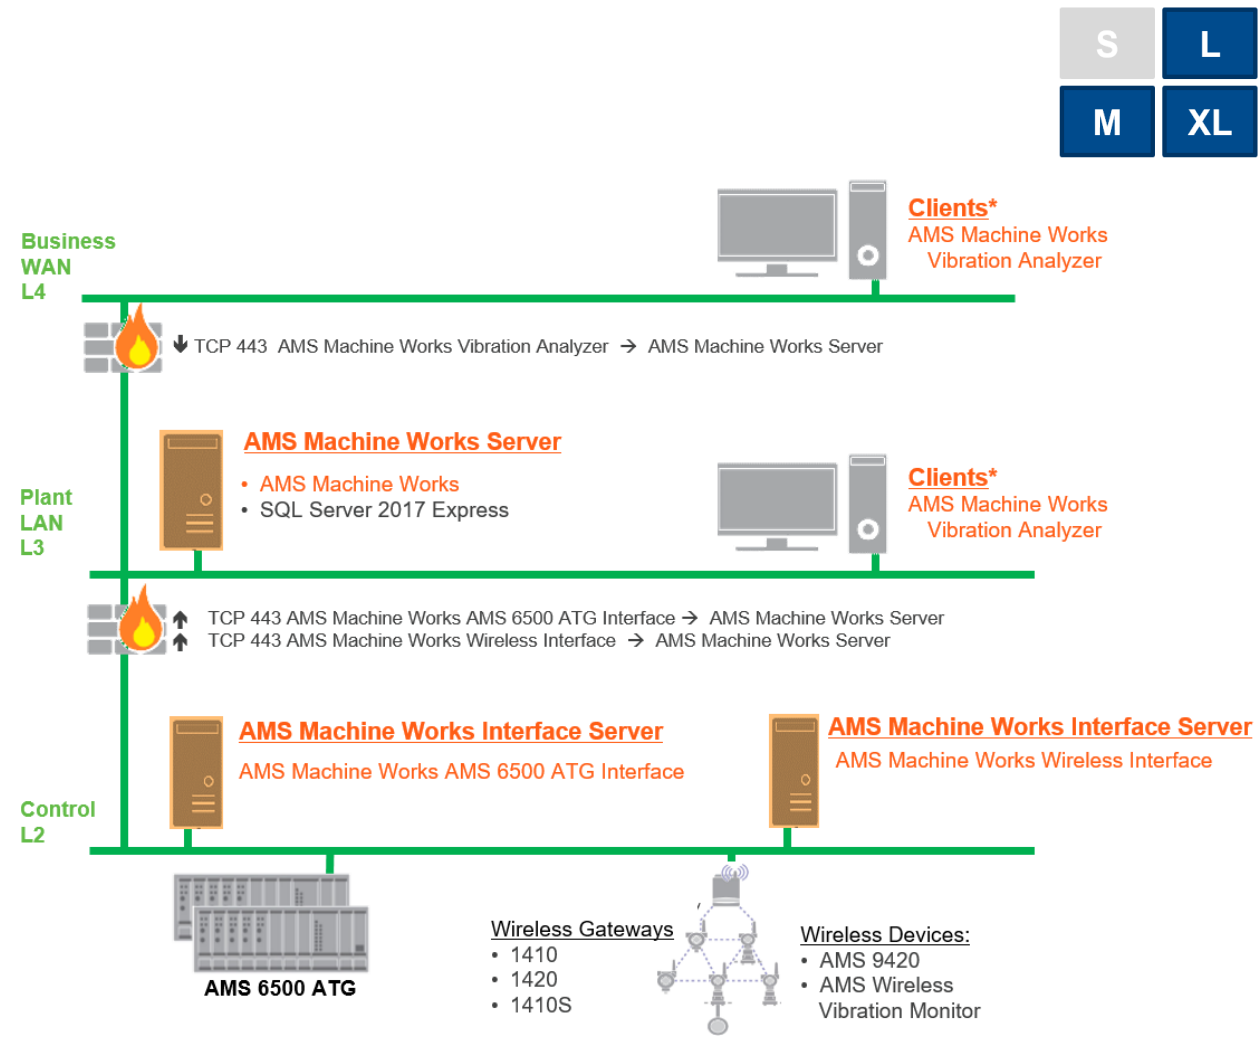 S
L
M
XL
Clients*
AMS Machine Works
Vibration Analyzer
Business
WAN
L4
TCP 443  AMS Machine Works Vibration Analyzer → AMS Machine Works Server
AMS Machine Works Server
• AMS Machine Works
• SQL Server 2017 Express
Clients*
AMS Machine Works
Vibration Analyzer
Plant
LAN
L3
TCP 443 AMS Machine Works AMS 6500 ATG Interface → AMS Machine Works Server
TCP 443 AMS Machine Works Wireless Interface → AMS Machine Works Server
AMS Machine Works Interface Server
AMS Machine Works AMS 6500 ATG Interface
AMS Machine Works Interface Server
AMS Machine Works Wireless Interface
Control
L2
AMS 6500 ATG
Wireless Gateways
• 1410
• 1420
• 1410S
Wireless Devices:
• AMS 9420
• AMS Wireless
Vibration Monitor